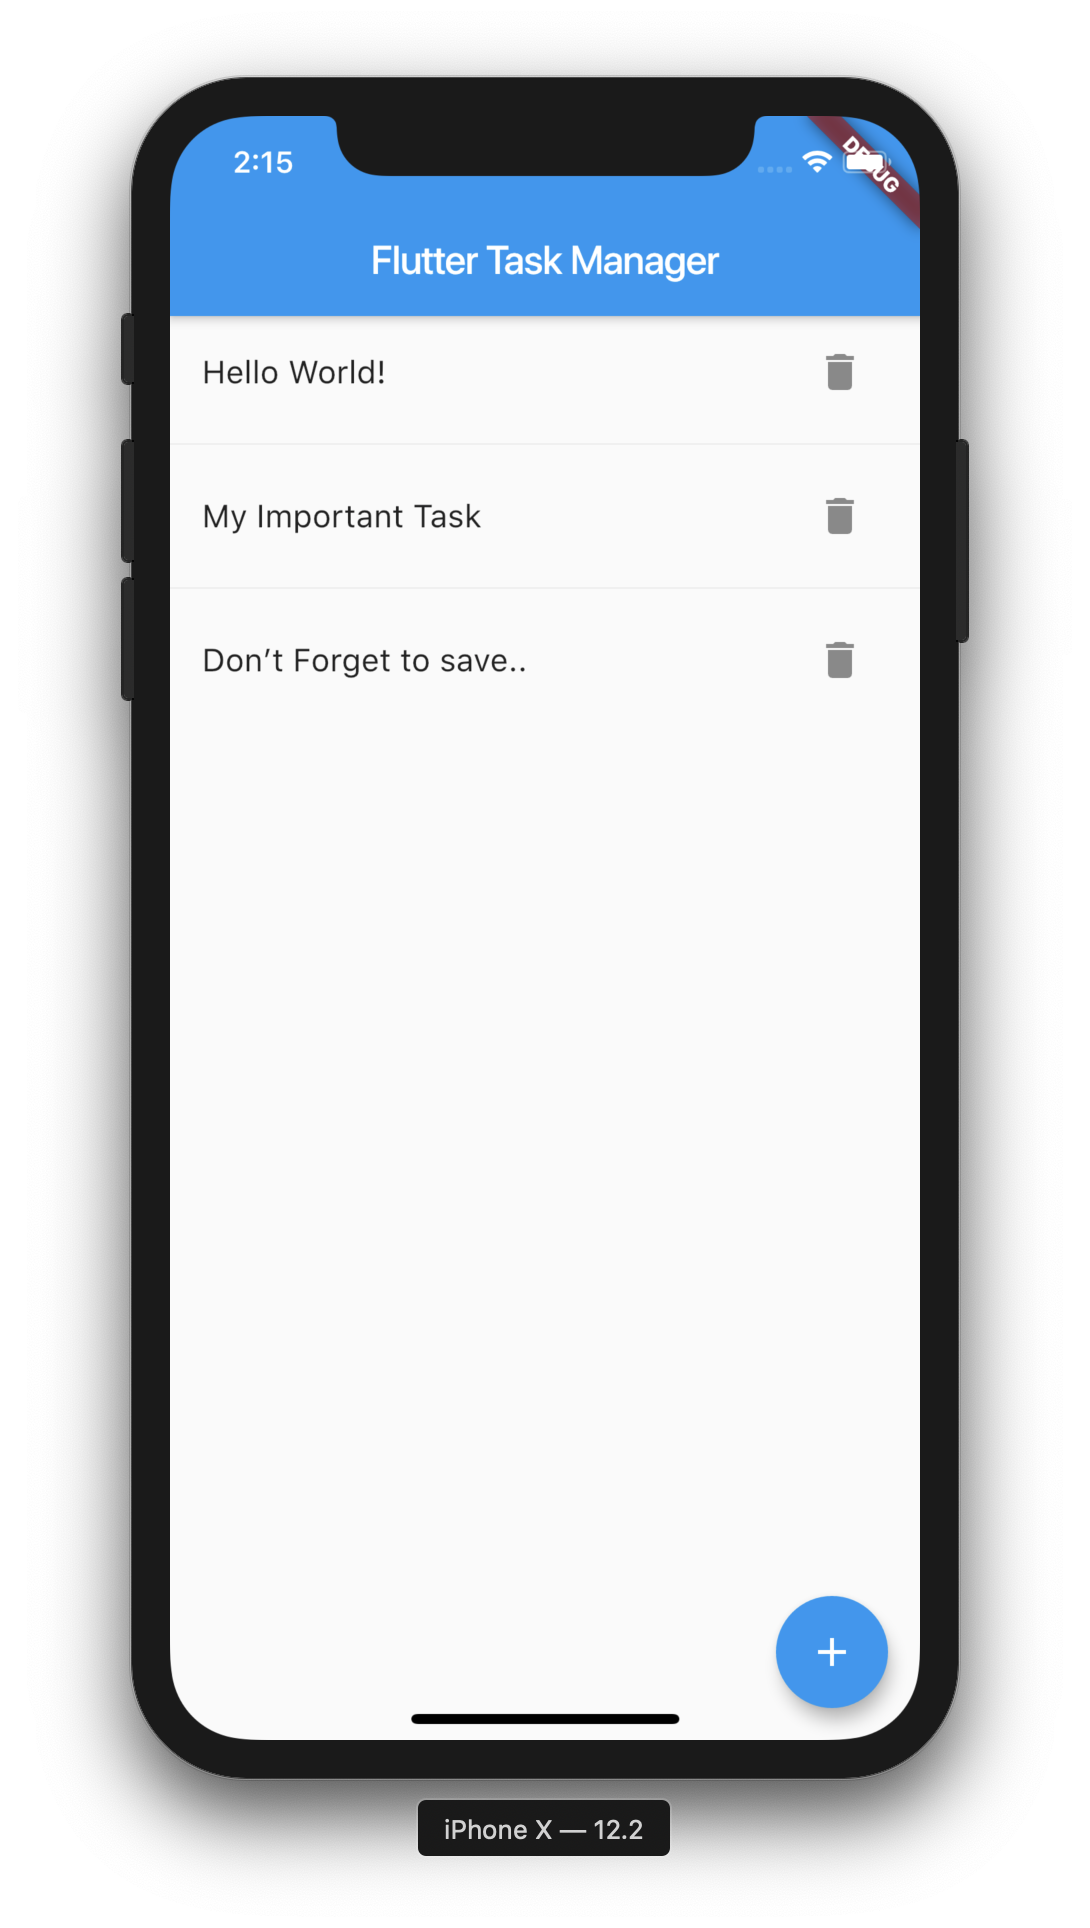 2:15
DEBUG
Flutter Task Manager
Hello World!
My Important Task
Don’t Forget to save..
iPhone X — 12.2